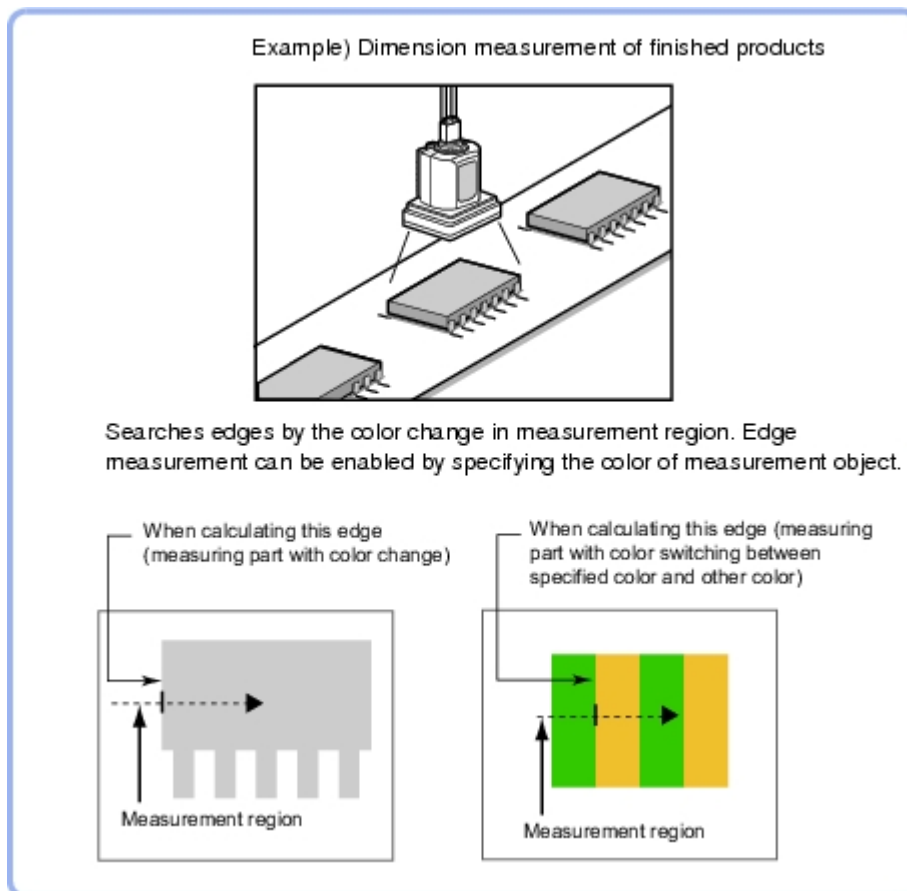 Example) Dimension measurement of finished products
Searches edges by the color change in measurement region. Edge
measurement can be enabled by specifying the color of measurement object.
When calculating this edge
(measuring part with color change)
Measurement region
When calculating this edge (measuring
part with color switching between
specified color and other color)
Measurement region